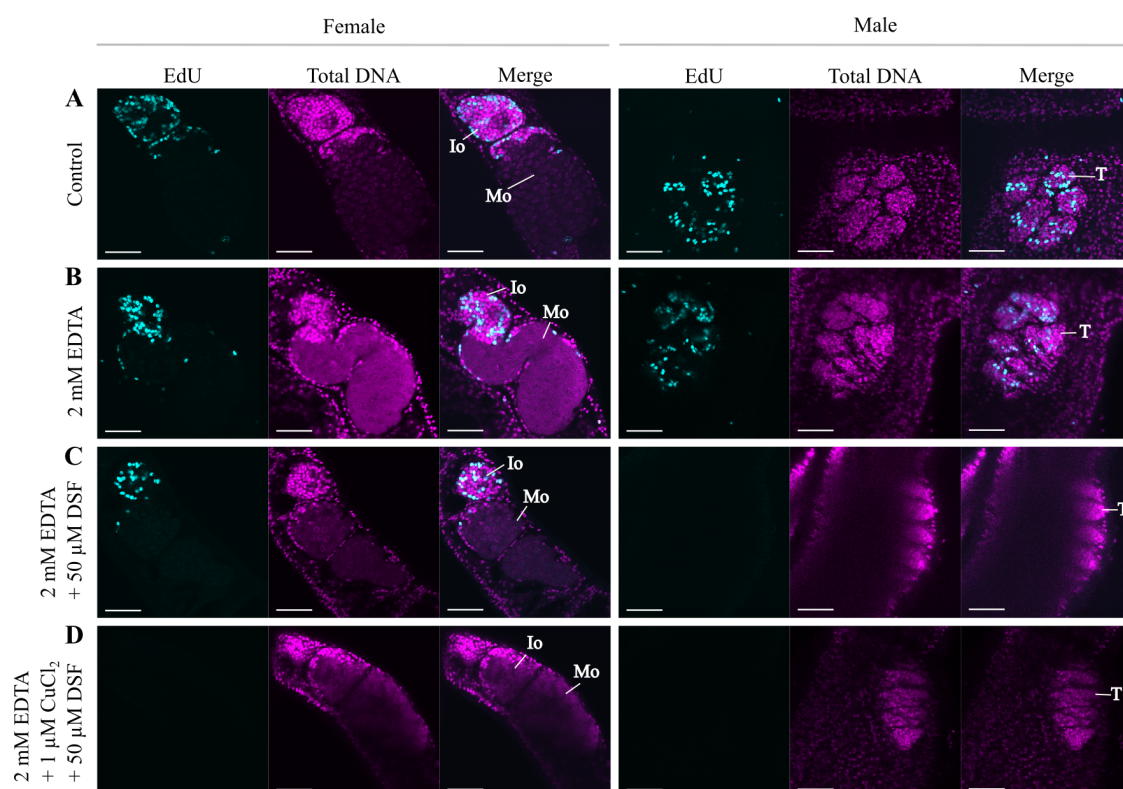 Female
Male
EdU Total DNA Merge EdU Total DNA Merge
A
Control
Io
Mo
T
B
2 mM EDTA
Io
Mo
T
C
2 mM EDTA
+ 50 µM DSF
Io
Mo
T
D
2 mM EDTA
+ 1 µM CuCl₂
+ 50 µM DSF
Io
Mo
T